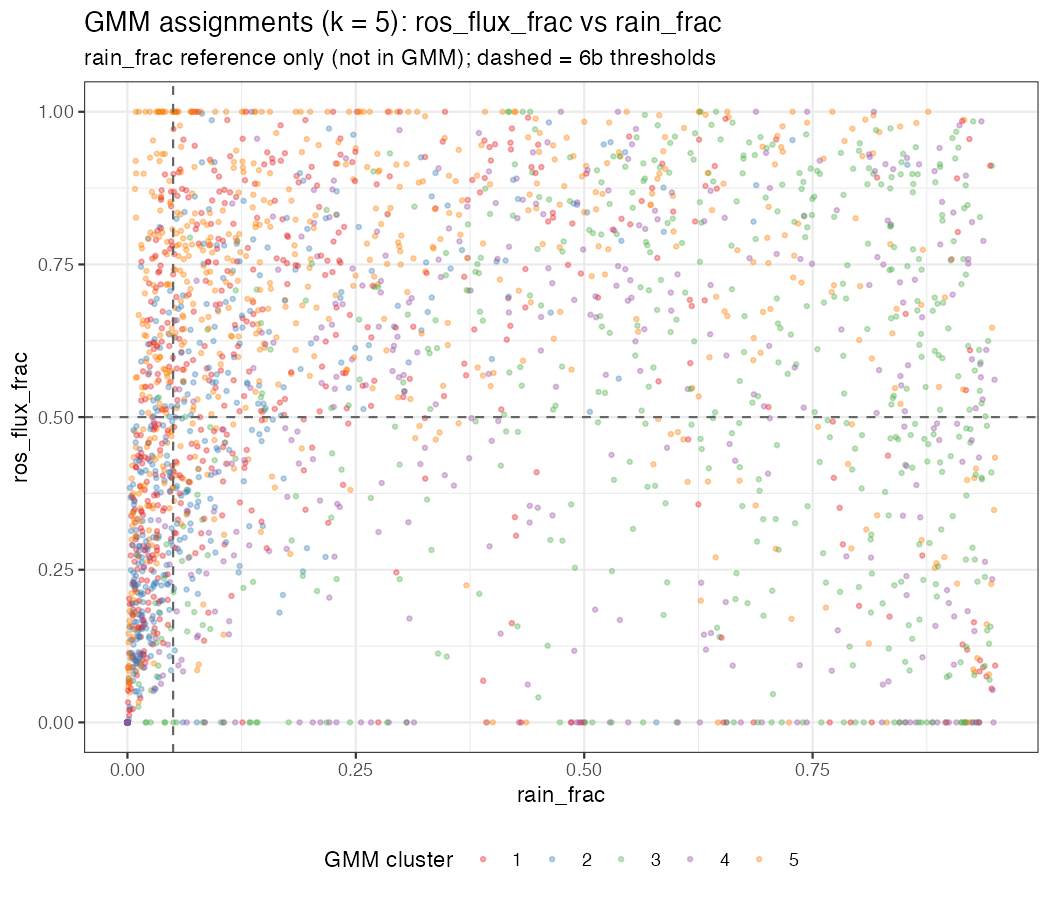 GMM assignments (k = 5): ros_flux_frac vs rain_frac
rain_frac reference only (not in GMM); dashed = 6b thresholds
1.00
0.75
0.50
0.25
0.00
ros_flux_frac
0.00 0.25 0.50 0.75
rain_frac
GMM cluster 1 2 3 4 5